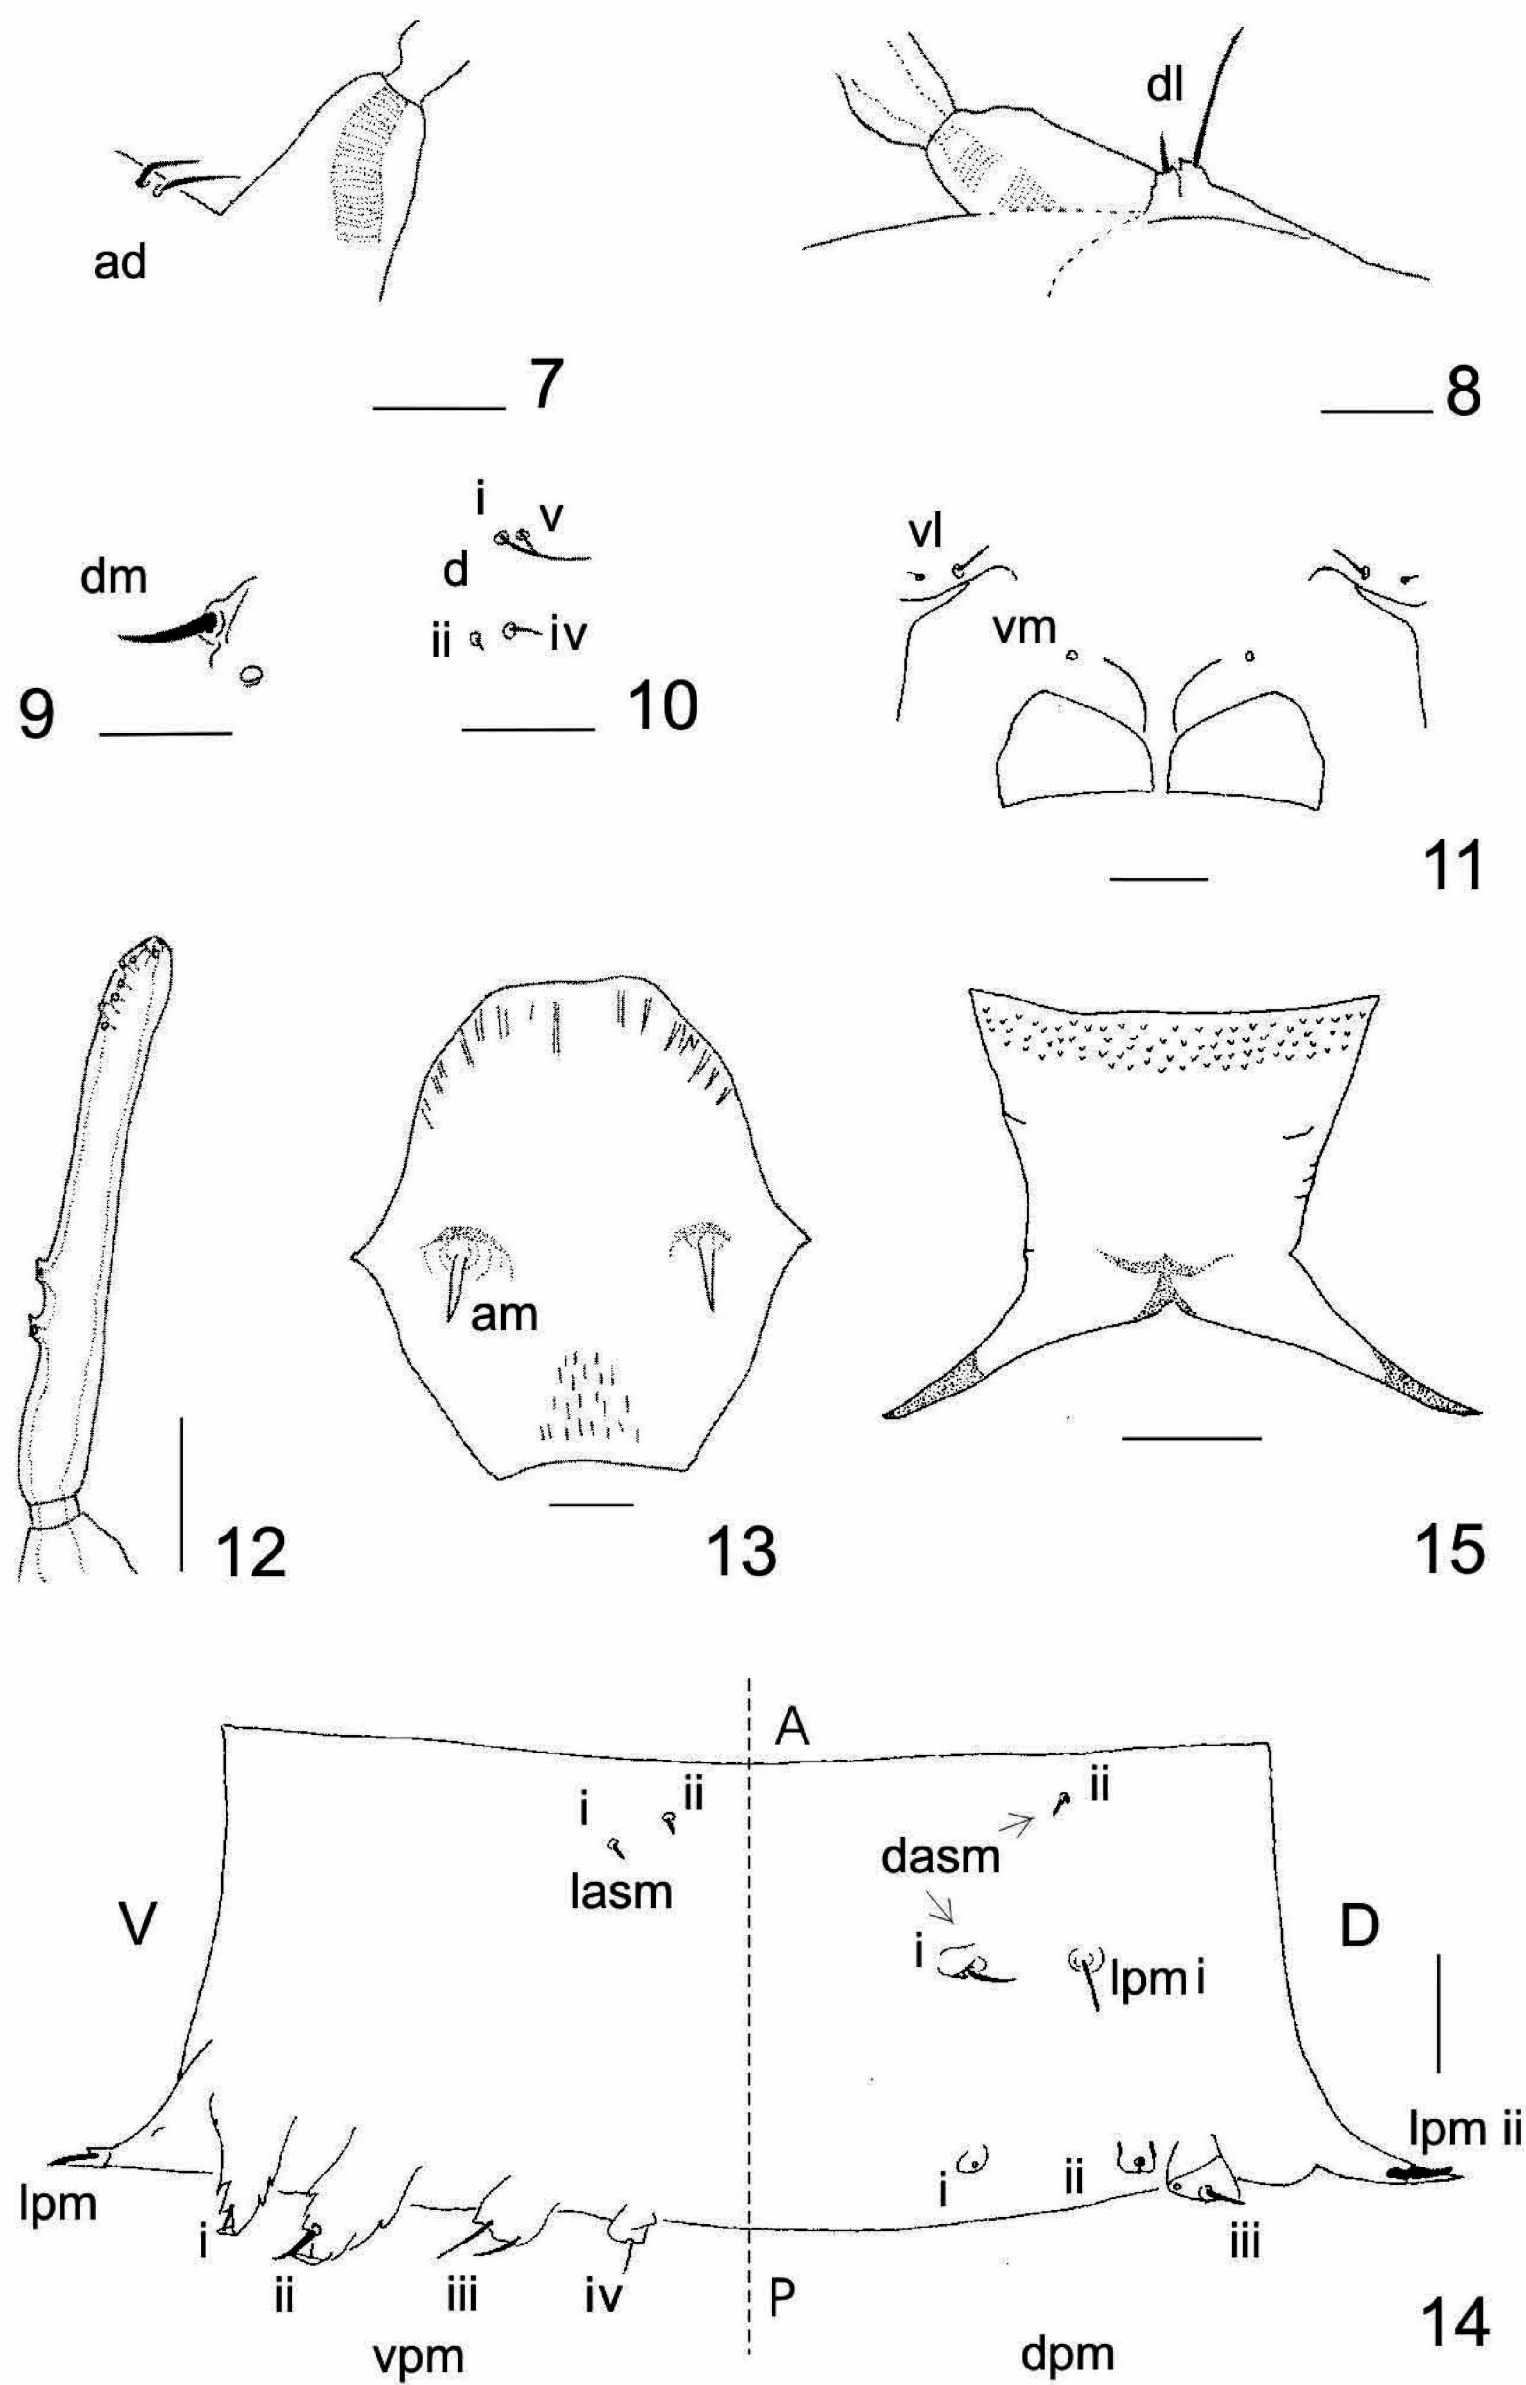 dl
ad
7
8
i v
d
dm
ii iv
9
10
vl
vm
11
am
12
13
15
A
i ii
lasm
ii
dasm
V
D
i lpm i
lpm ii
lpm
i ii iii iv
vpm
i ii iii
dpm
P
14